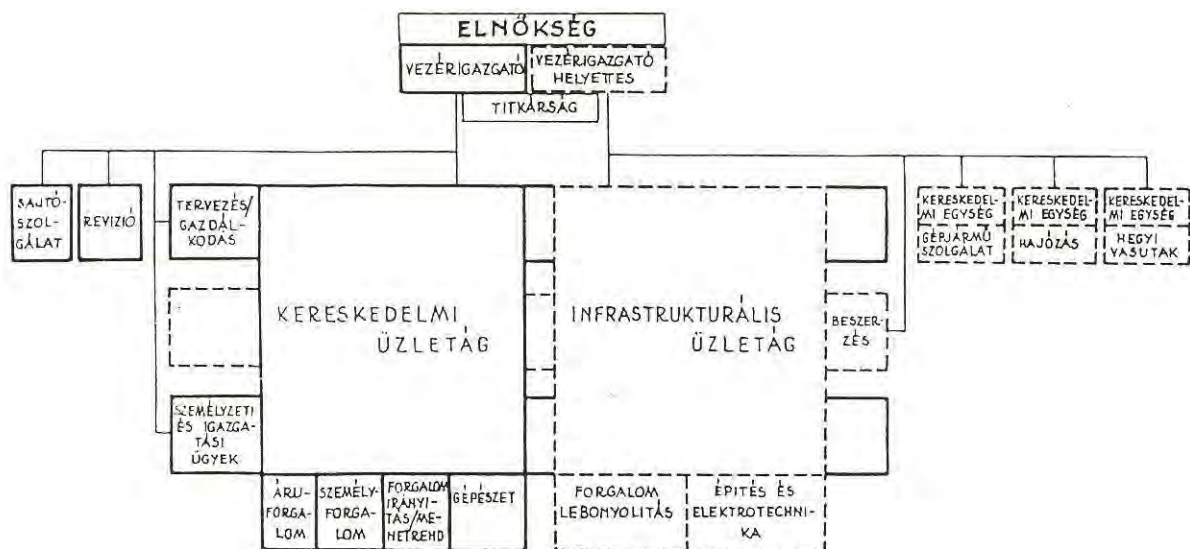 ELNÖKSÉG
VEZÉRIGAZGATÓ
VEZÉRIGAZGATÓ
HELYETTES
TITKÁRSÁG
SAJTÓ-
SZOL-
GÁLAT
REVIZIÓ
TERVEZÉS/
GAZDÁL-
KODÁS
KERESKEDEL-
MI EGYSÉG
GÉPJÁRMŰ
SZOLGÁLAT
KERESKEDEL-
MI EGYSÉG
HAJÓZÁS
KERESKEDEL-
MI EGYSÉG
HEGYI
VASUTAK
KERESKEDELMI
ÜZLETÁG
INFRASTRUKTURÁLIS
ÜZLETÁG
BESZER-
ZÉS
SZEMÉLYZETI
ÉS IGAZGA-
TÁSI
ÜGYEK
ÁRU-
FORGA-
LOM
SZEMÉLY-
FORGA-
LOM
FORGALOM
IRÁNYI-
TÁS/ME-
NETREND
GÉPÉSZET
FORGALOM
LEBONYOLITÁS
ÉPITÉS ÉS
ELEKTROTECHNI-
KA